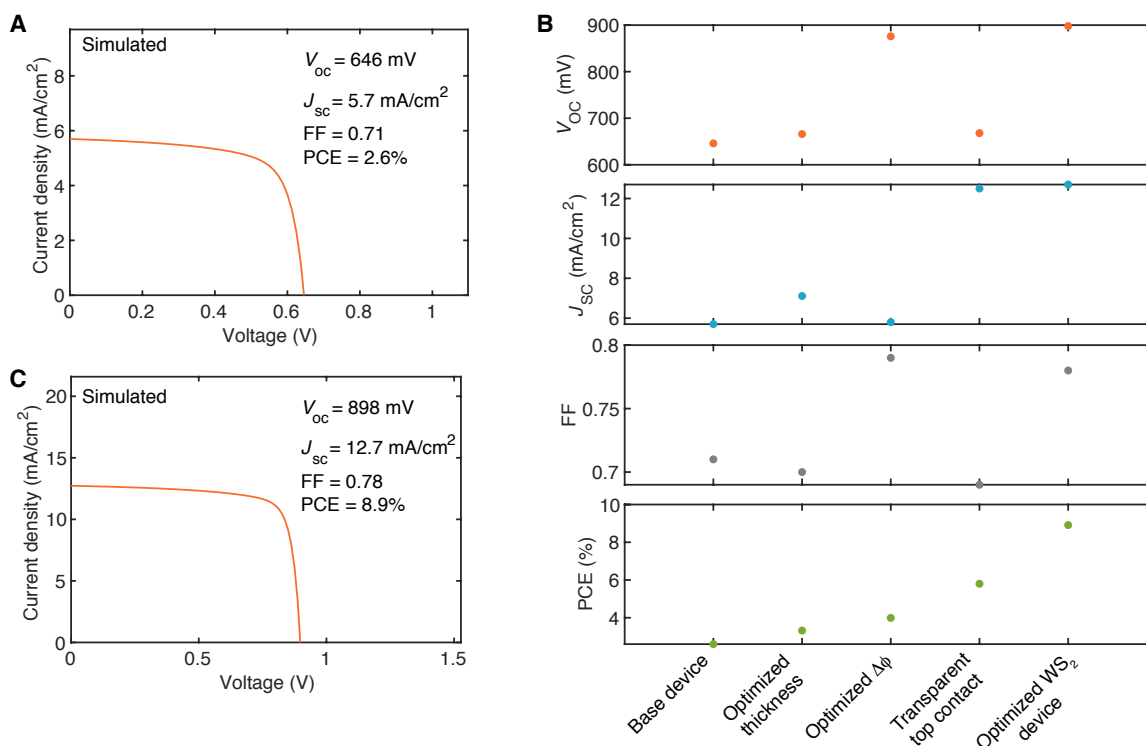 A
Simulated
V_oc = 646 mV
J_sc = 5.7 mA/cm²
FF = 0.71
PCE = 2.6%
Current density (mA/cm²)
8
6
4
2
0
0 0.2 0.4 0.6 0.8 1
Voltage (V)
B
V_OC (mV)
900
800
600
J_SC (mA/cm²)
12
8
6
FF
0.8
0.75
0.7
PCE (%)
10
8
6
4
Base device
Optimized
thickness
Optimized Δϕ
Transparent
top contact
Optimized WS₂
device
C
Simulated
V_oc = 898 mV
J_sc = 12.7 mA/cm²
FF = 0.78
PCE = 8.9%
Current density (mA/cm²)
20
15
10
5
0
0 0.5 1 1.5
Voltage (V)